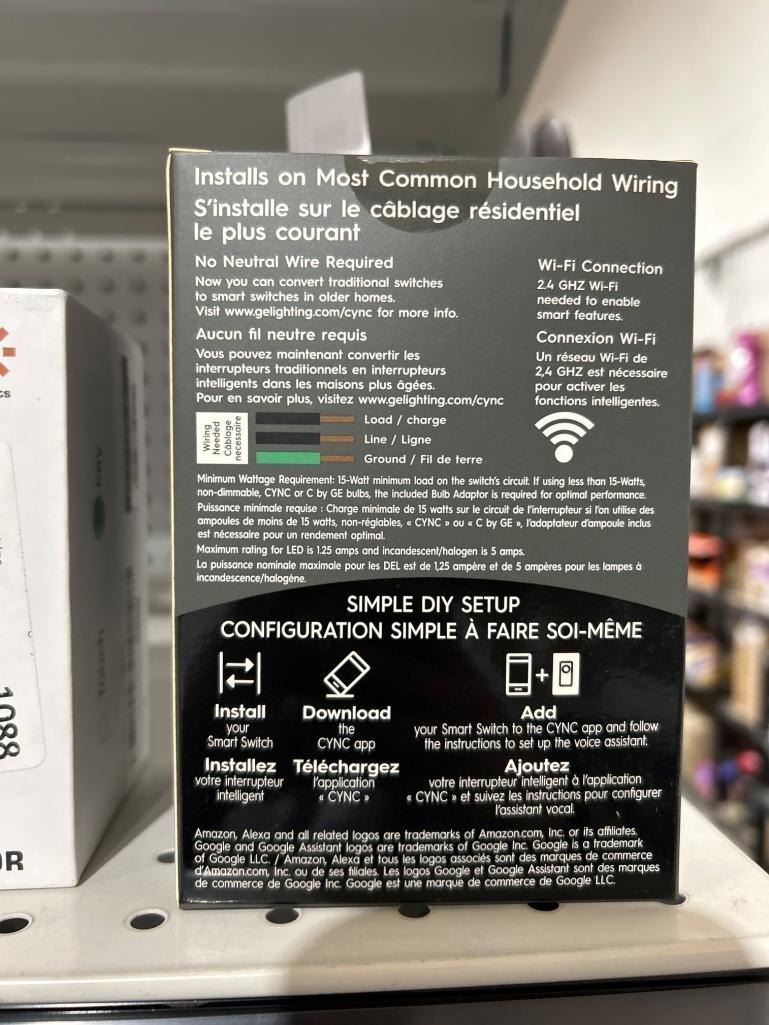 Installs on Most Common Household Wiring
S'installe sur le câblage résidentiel
le plus courant
No Neutral Wire Required
Now you can convert traditional switches
to smart switches in older homes.
Visit www.gelighting.com/cync for more info.
Aucun fil neutre requis
Vous pouvez maintenant convertir les
interrupteurs traditionnels en interrupteurs
intelligents dans les maisons plus âgées.
Pour en savoir plus, visitez www.gelighting.com/cync
Wi-Fi Connection
2.4 GHZ Wi-Fi
needed to enable
smart features.
Connexion Wi-Fi
Un réseau Wi-Fi de
2,4 GHZ est nécessaire
pour activer les
fonctions intelligentes.
Wiring
Needed
Câblage
necessaire
Load / charge
Line / Ligne
Ground / Fil de terre
Minimum Wattage Requirement: 15-Watt minimum load on the switch's circuit. If using less than 15-Watts,
non-dimmable, CYNC or C by GE bulbs, the included Bulb Adaptor is required for optimal performance.
Puissance minimale requise : Charge minimale de 15 watts sur le circuit de l'interrupteur si l'on utilise des
ampoules de moins de 15 watts, non-réglables, « CYNC » ou « C by GE », l'adaptateur d'ampoule inclus
est nécessaire pour un rendement optimal.
Maximum rating for LED is 1.25 amps and incandescent/halogen is 5 amps.
La puissance nominale maximale pour les DEL est de 1,25 ampère et de 5 ampères pour les lampes à
incandescence/halogène.
SIMPLE DIY SETUP
CONFIGURATION SIMPLE À FAIRE SOI-MÊME
Install
your
Smart Switch
Installez
votre interrupteur
intelligent
Download
the
CYNC app
Téléchargez
l'application
« CYNC »
+
Add
your Smart Switch to the CYNC app and follow
the instructions to set up the voice assistant.
Ajoutez
votre interrupteur intelligent à l'application
« CYNC » et suivez les instructions pour configurer
l'assistant vocal.
Amazon, Alexa and all related logos are trademarks of Amazon.com, Inc. or its affiliates.
Google and Google Assistant logos are trademarks of Google Inc. Google is a trademark
of Google LLC. / Amazon, Alexa et tous les logos associés sont des marques de commerce
d'Amazon.com, Inc. ou de ses filiales. Les logos Google et Google Assistant sont des marques
de commerce de Google Inc. Google est une marque de commerce de Google LLC.
key
Touch
1088
OR